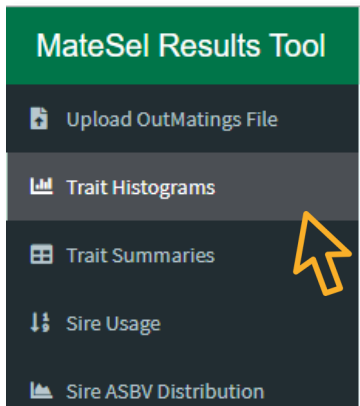 MateSel Results Tool
Upload OutMatings File
Trait Histograms
Trait Summaries
Sire Usage
Sire ASBV Distribution